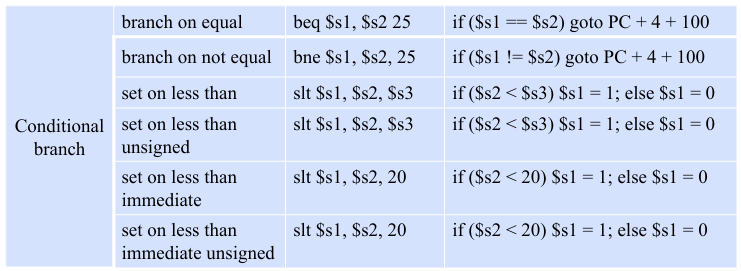 branch on equal beq $s1, $s2 25 if ($s1 == $s2) goto PC + 4 + 100
branch on not equal bne $s1, $s2, 25 if ($s1 != $s2) goto PC + 4 + 100
set on less than slt $s1, $s2, $s3 if ($s2 < $s3) $s1 = 1; else $s1 = 0
Conditional
branch
set on less than slt $s1, $s2, $s3 if ($s2 < $s3) $s1 = 1; else $s1 = 0
unsigned
set on less than slt $s1, $s2, 20 if ($s2 < 20) $s1 = 1; else $s1 = 0
immediate
set on less than slt $s1, $s2, 20 if ($s2 < 20) $s1 = 1; else $s1 = 0
immediate unsigned